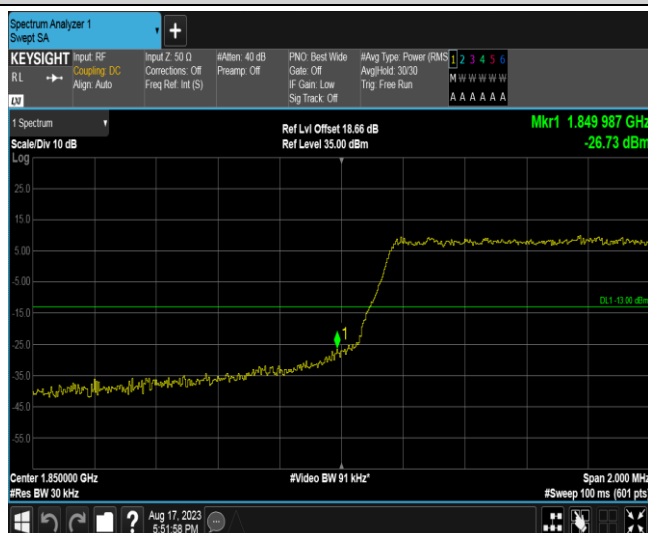 Spectrum Analyzer 1
Swept SA
+
KEYSIGHT
RL
Input: RF
Coupling: DC
Align: Auto
Input Z: 50 Ω
Corrections: Off
Freq Ref: Int (S)
#Atten: 40 dB
Preamp: Off
PNO: Best Wide
Gate: Off
IF Gain: Low
Sig Track: Off
#Avg Type: Power (RMS
Avg|Hold: 30/30
Trig: Free Run
1 2 3 4 5 6
M W W W W W
A A A A A A
1 Spectrum
Scale/Div 10 dB
Log
Ref Lvl Offset 18.66 dB
Ref Level 35.00 dBm
Mkr1 1.849 987 GHz
-26.73 dBm
25.0
15.0
5.00
-5.00
-15.0
-25.0
-35.0
-45.0
-55.0
DL1 -13.00 dBm
1
Center 1.850000 GHz
#Res BW 30 kHz
#Video BW 91 kHz*
Span 2.000 MHz
#Sweep 100 ms (601 pts)
?
Aug 17, 2023
5:51:58 PM